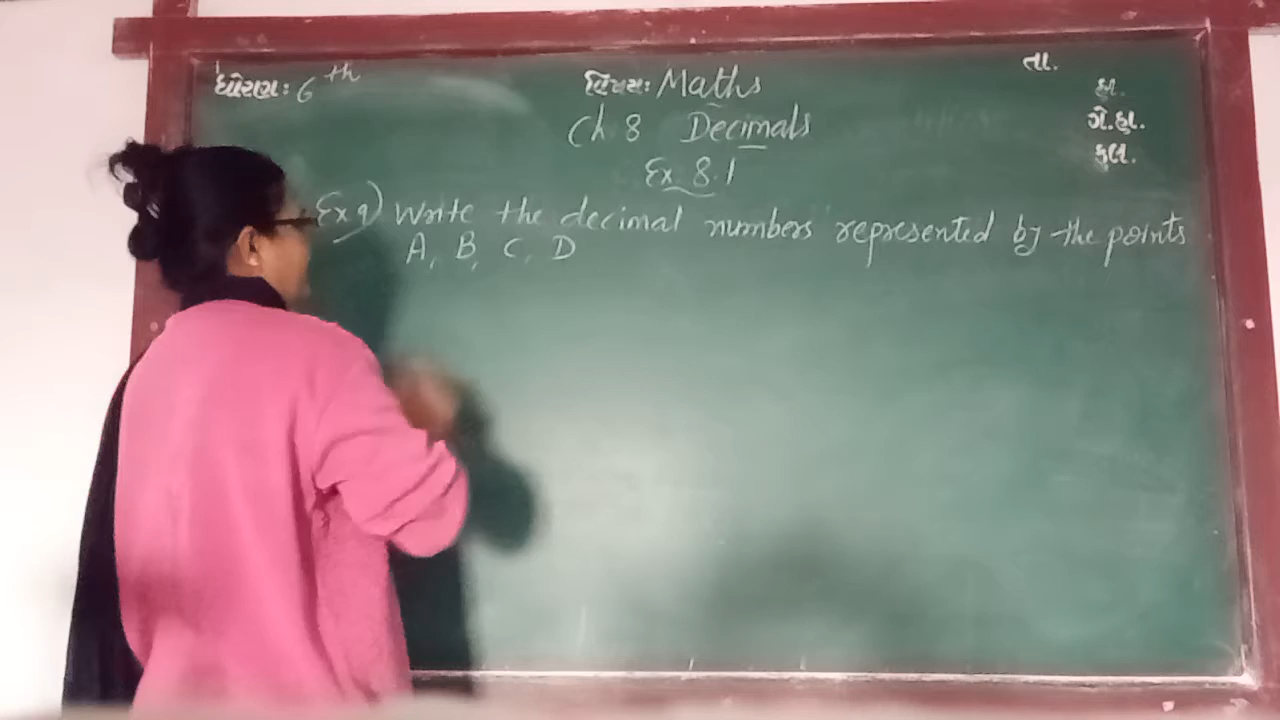 ધોરણ: 6th
વિષય: Maths
તા.
હા.
ગે.હા.
કુલ.
Ch 8 Decimals
Ex 8.1
Ex 9) Write the decimal numbers represented by the points
A, B, C, D